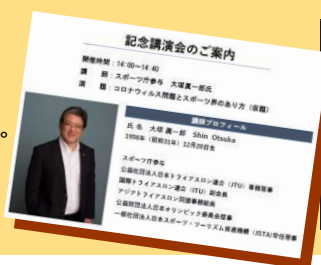 記念講演会のご案内
開催時間:14:00～14:40
講　　師:スポーツ庁参与　大塚眞一郎氏
演　　題:コロナウィルス問題とスポーツ界のあり方（仮題）
講師プロフィール
氏 名　大塚 眞一郎　Shin Otsuka
1956年（昭和31年）12月20日生
スポーツ庁参与
公益社団法人日本トライアスロン連合（JTU）専務理事
国際トライアスロン連合（ITU）副会長
アジアトライアスロン同盟事務総長
公益財団法人日本オリンピック委員会理事
一般社団法人日本スポーツ・ツーリズム推進機構（JSTA)常任理事
。